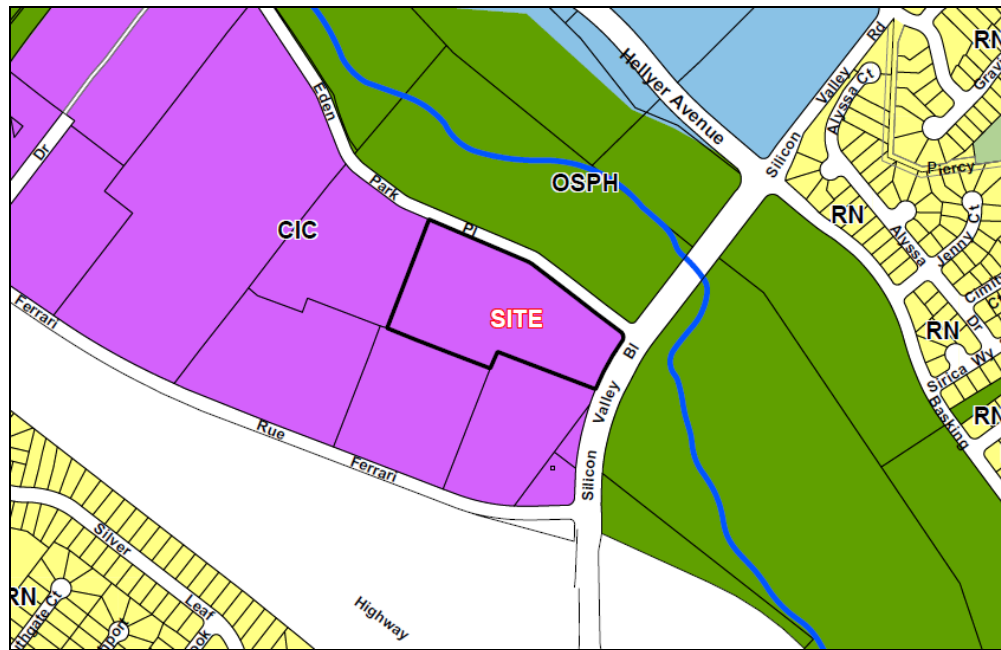 RN
Rd
Hellyer Avenue
Valley
Alyssa Ct
Silicon
Eden
Piercy
Dr
Park
OSPH
Pl
CIC
RN
Alyssa
Jenny Ct
Ferrari
SITE
Dr
RN
Bl
Sirica Wy
Valley
Basking
RN
Rue
Ferrari
Silicon
Silver
Leaf
Highway
RN